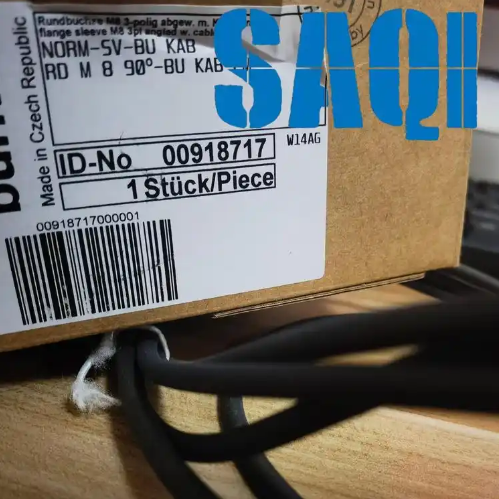 Rundbuchse M8 3-polig abgew. m. K
flange sleeve M8 3pt angled w. cabl
NORM-SV-BU KAB
RD M 8 90°-BU KAB
SAQI
W14AG
ID-No 00918717
1 Stück/Piece
00918717000001
Made in Czech Republic